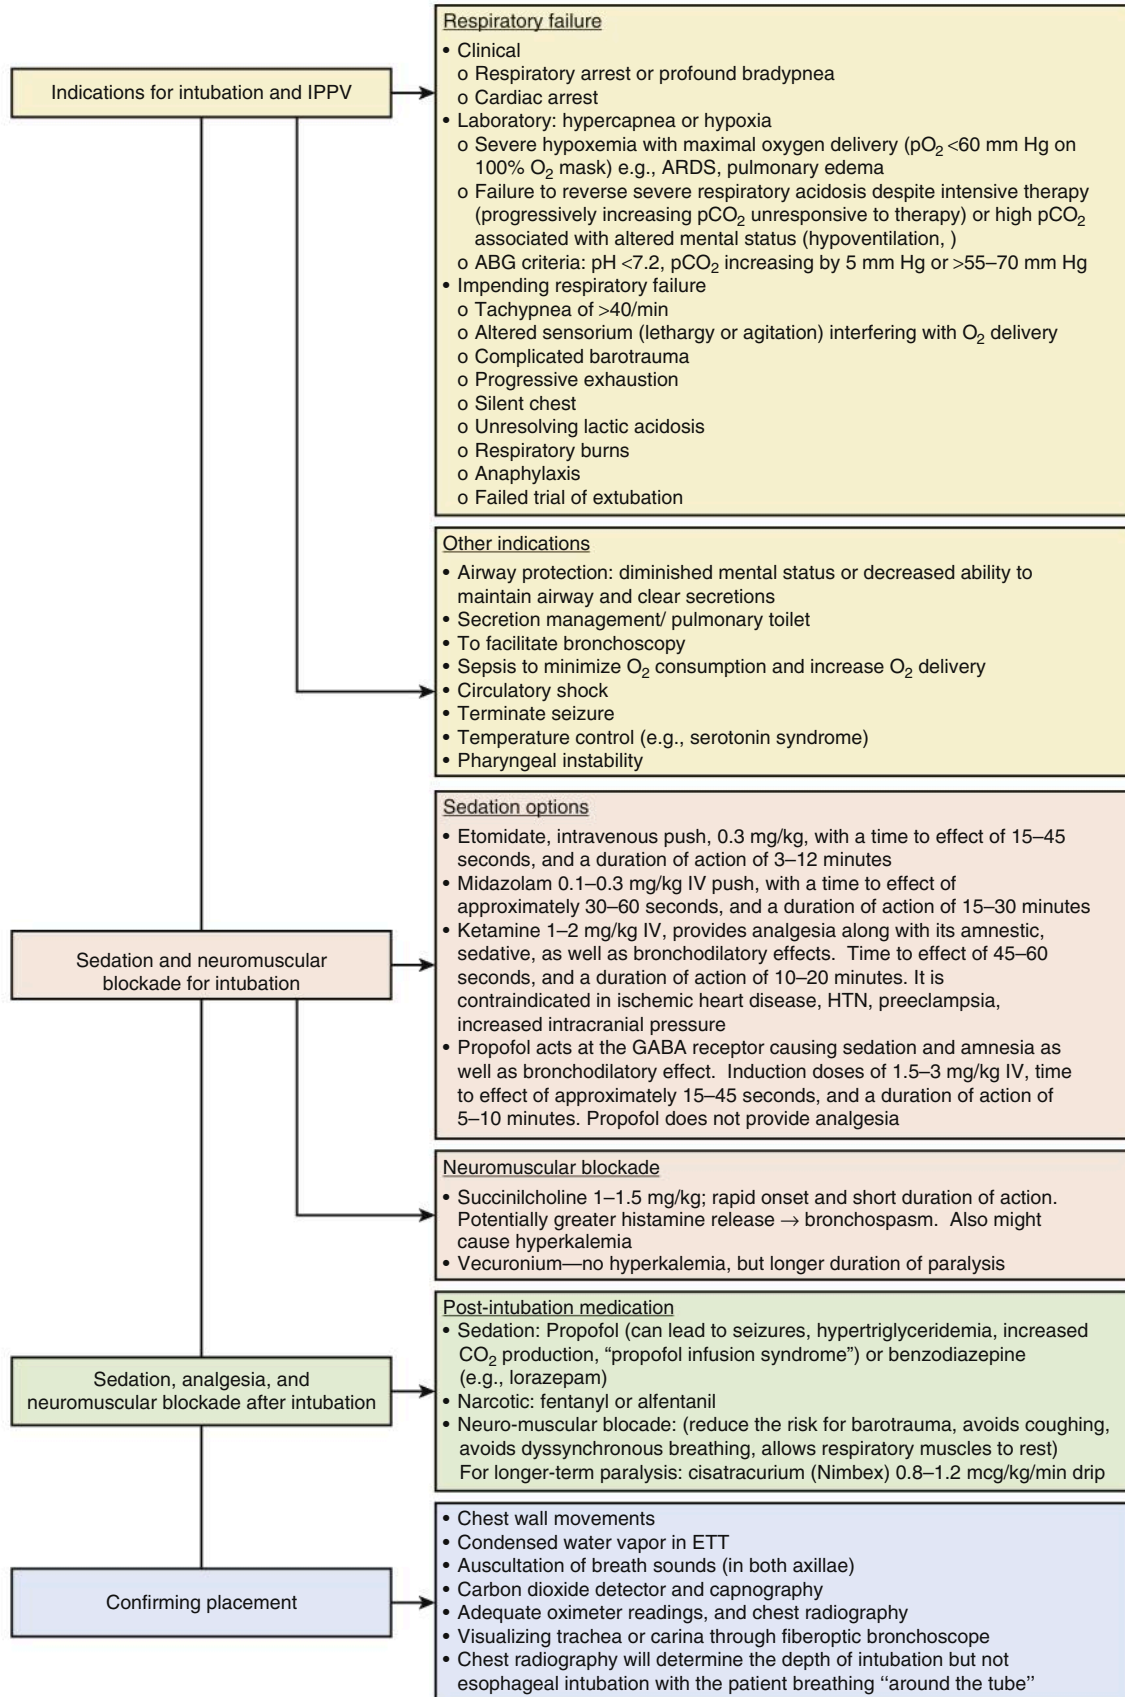 Indications for intubation and IPPV
Respiratory failure
• Clinical
o Respiratory arrest or profound bradypnea
o Cardiac arrest
• Laboratory: hypercapnea or hypoxia
o Severe hypoxemia with maximal oxygen delivery (pO2 <60 mm Hg on
100% O2 mask) e.g., ARDS, pulmonary edema
o Failure to reverse severe respiratory acidosis despite intensive therapy
(progressively increasing pCO2 unresponsive to therapy) or high pCO2
associated with altered mental status (hypoventilation, )
o ABG criteria: pH <7.2, pCO2 increasing by 5 mm Hg or >55–70 mm Hg
• Impending respiratory failure
o Tachypnea of >40/min
o Altered sensorium (lethargy or agitation) interfering with O2 delivery
o Complicated barotrauma
o Progressive exhaustion
o Silent chest
o Unresolving lactic acidosis
o Respiratory burns
o Anaphylaxis
o Failed trial of extubation
Other indications
• Airway protection: diminished mental status or decreased ability to
maintain airway and clear secretions
• Secretion management/ pulmonary toilet
• To facilitate bronchoscopy
• Sepsis to minimize O2 consumption and increase O2 delivery
• Circulatory shock
• Terminate seizure
• Temperature control (e.g., serotonin syndrome)
• Pharyngeal instability
Sedation and neuromuscular
blockade for intubation
Sedation options
• Etomidate, intravenous push, 0.3 mg/kg, with a time to effect of 15–45
seconds, and a duration of action of 3–12 minutes
• Midazolam 0.1–0.3 mg/kg IV push, with a time to effect of
approximately 30–60 seconds, and a duration of action of 15–30 minutes
• Ketamine 1–2 mg/kg IV, provides analgesia along with its amnestic,
sedative, as well as bronchodilatory effects. Time to effect of 45–60
seconds, and a duration of action of 10–20 minutes. It is
contraindicated in ischemic heart disease, HTN, preeclampsia,
increased intracranial pressure
• Propofol acts at the GABA receptor causing sedation and amnesia as
well as bronchodilatory effect. Induction doses of 1.5–3 mg/kg IV, time
to effect of approximately 15–45 seconds, and a duration of action of
5–10 minutes. Propofol does not provide analgesia
Neuromuscular blockade
• Succinilcholine 1–1.5 mg/kg; rapid onset and short duration of action.
Potentially greater histamine release → bronchospasm. Also might
cause hyperkalemia
• Vecuronium—no hyperkalemia, but longer duration of paralysis
Sedation, analgesia, and
neuromuscular blockade after intubation
Post-intubation medication
• Sedation: Propofol (can lead to seizures, hypertriglyceridemia, increased
CO2 production, “propofol infusion syndrome”) or benzodiazepine
(e.g., lorazepam)
• Narcotic: fentanyl or alfentanil
• Neuro-muscular blocade: (reduce the risk for barotrauma, avoids coughing,
avoids dyssynchronous breathing, allows respiratory muscles to rest)
For longer-term paralysis: cisatracurium (Nimbex) 0.8–1.2 mcg/kg/min drip
Confirming placement
• Chest wall movements
• Condensed water vapor in ETT
• Auscultation of breath sounds (in both axillae)
• Carbon dioxide detector and capnography
• Adequate oximeter readings, and chest radiography
• Visualizing trachea or carina through fiberoptic bronchoscope
• Chest radiography will determine the depth of intubation but not
esophageal intubation with the patient breathing “around the tube”